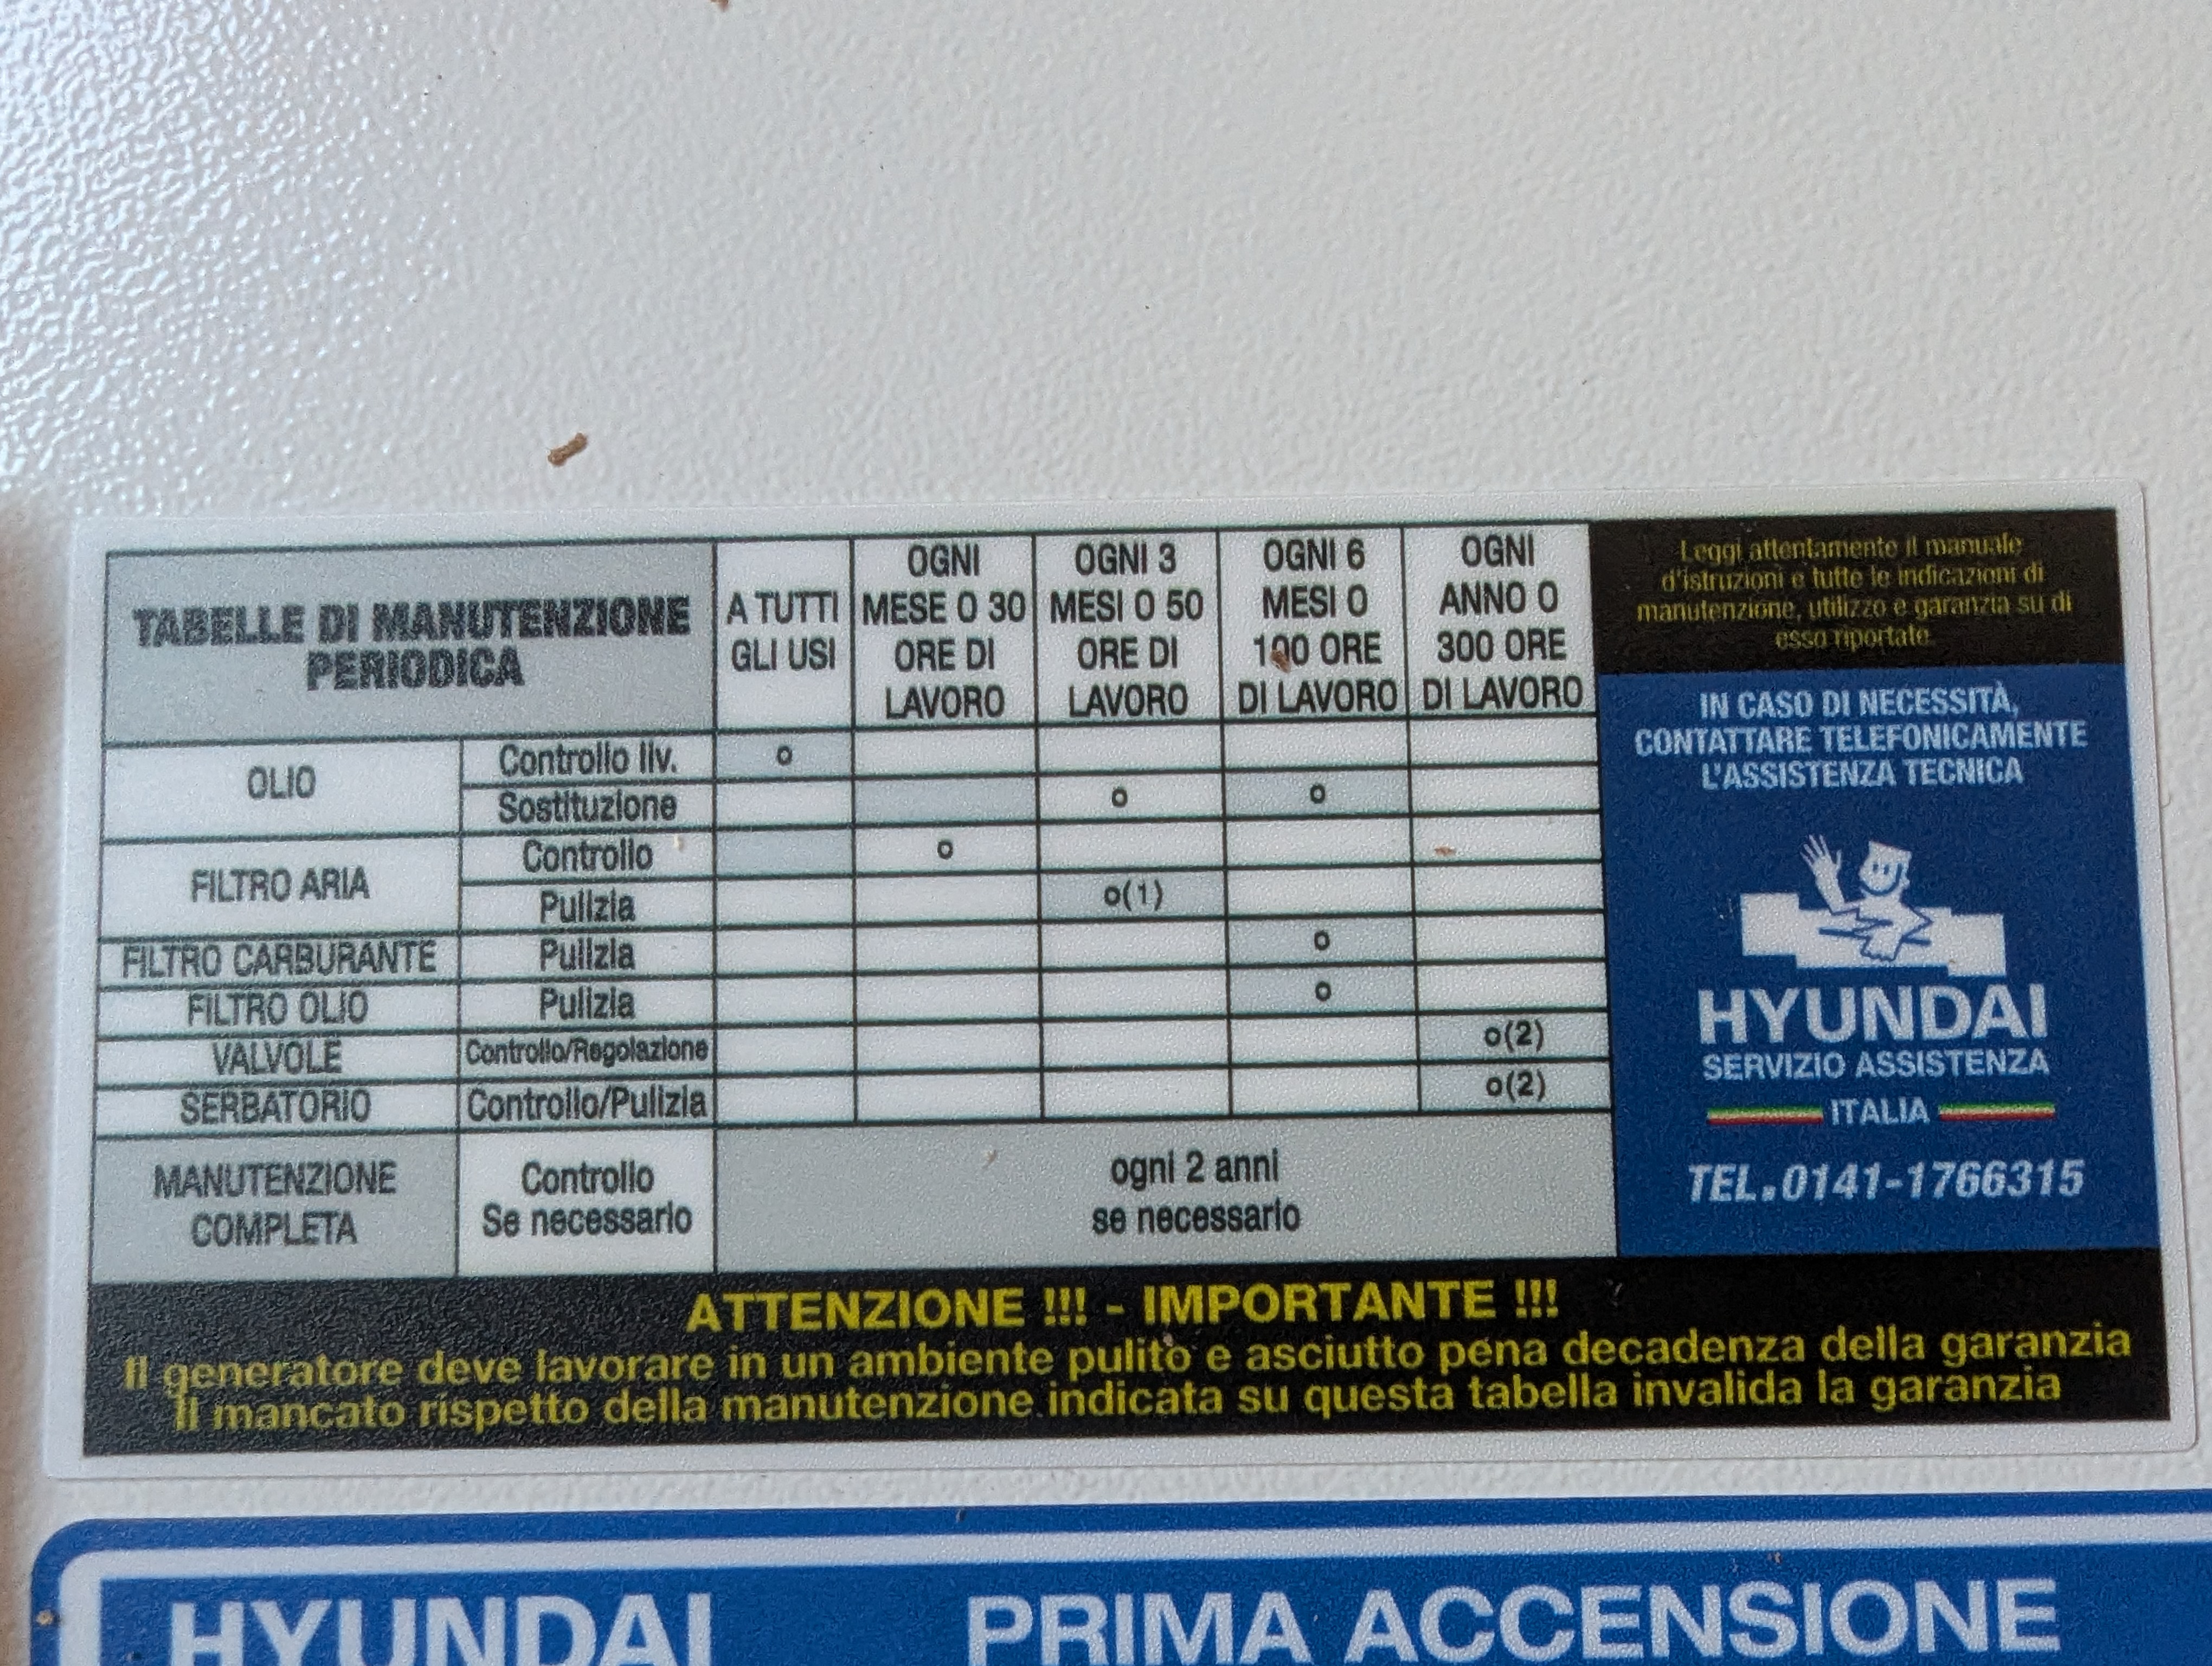 TABELLE DI MANUTENZIONE
PERIODICA
A TUTTI
GLI USI
OGNI
MESE O 30
ORE DI
LAVORO
OGNI 3
MESI O 50
ORE DI
LAVORO
OGNI 6
MESI O
100 ORE
DI LAVORO
OGNI
ANNO O
300 ORE
DI LAVORO
OLIO
Controllo liv.
o
Sostituzione
o
o
FILTRO ARIA
Controllo
o
Pulizia
o(1)
FILTRO CARBURANTE
Pulizia
o
FILTRO OLIO
Pulizia
o
VALVOLE
Controllo/Regolazione
o(2)
SERBATORIO
Controllo/Pulizia
o(2)
MANUTENZIONE
COMPLETA
Controllo
Se necessario
ogni 2 anni
se necessario
Leggi attentamente il manuale
d'istruzioni e tutte le indicazioni di
manutenzione, utilizzo e garanzia su di
esso riportate.
IN CASO DI NECESSITÀ,
CONTATTARE TELEFONICAMENTE
L'ASSISTENZA TECNICA
HYUNDAI
SERVIZIO ASSISTENZA
ITALIA
TEL.0141-1766315
ATTENZIONE !!! - IMPORTANTE !!!
Il generatore deve lavorare in un ambiente pulito e asciutto pena decadenza della garanzia
Il mancato rispetto della manutenzione indicata su questa tabella invalida la garanzia
HYUNDAI
PRIMA ACCENSIONE